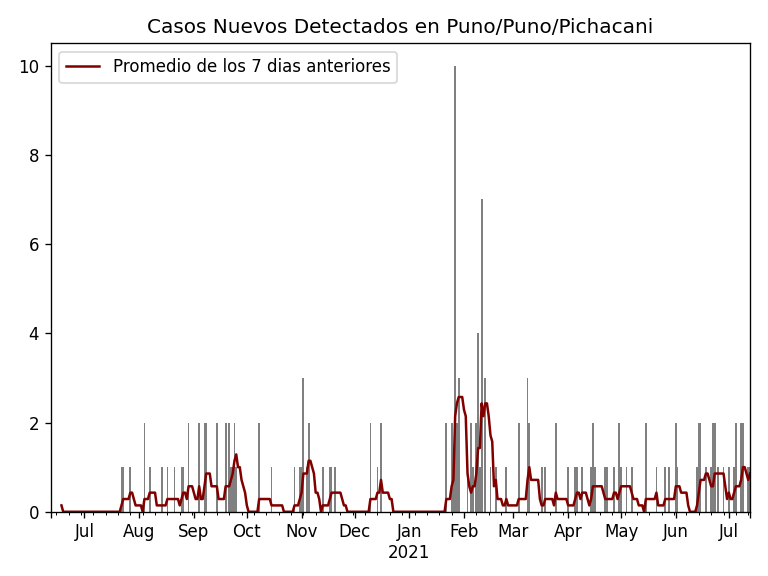 Casos Nuevos Detectados en Puno/Puno/Pichacani
Promedio de los 7 dias anteriores
10
8
6
4
2
0
Jul Aug Sep Oct Nov Dec Jan Feb Mar Apr May Jun Jul
2021